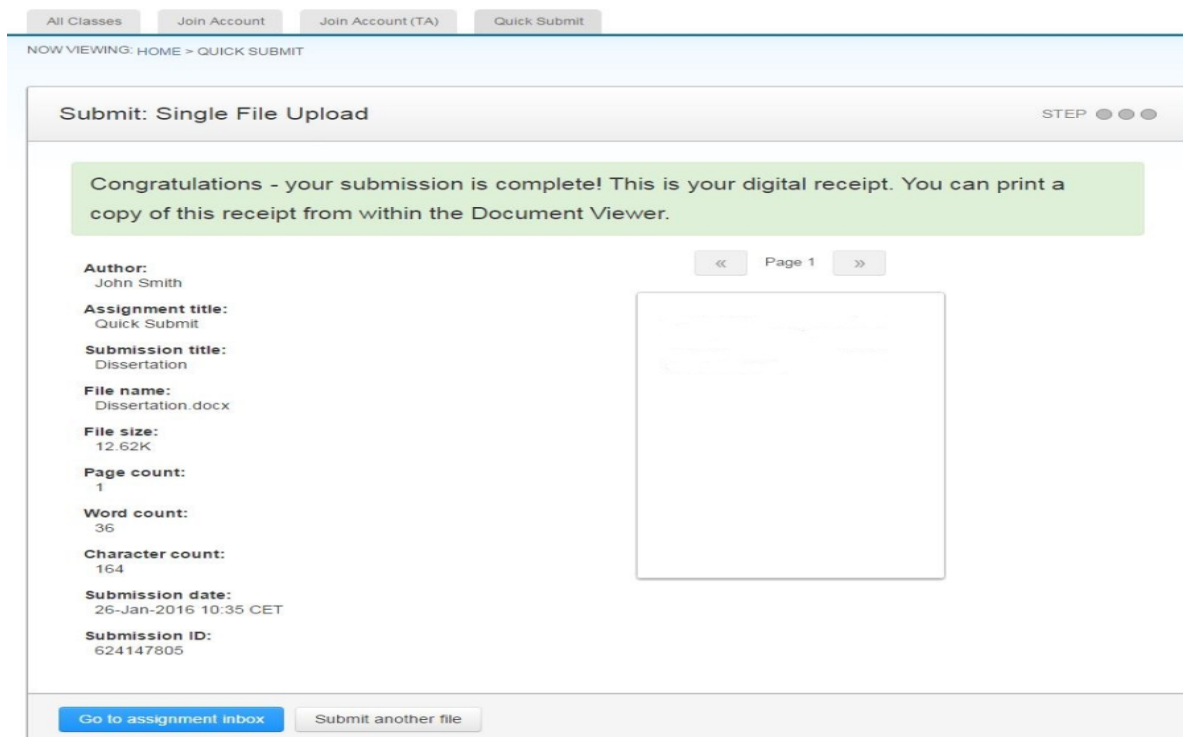 All Classes Join Account Join Account (TA) Quick Submit
NOW VIEWING: HOME > QUICK SUBMIT
Submit: Single File Upload STEP
Congratulations - your submission is complete! This is your digital receipt. You can print a
copy of this receipt from within the Document Viewer.
« Page 1 »
Author:
John Smith
Assignment title:
Quick Submit
Submission title:
Dissertation
File name:
Dissertation.docx
File size:
12.62K
Page count:
1
Word count:
36
Character count:
164
Submission date:
26-Jan-2016 10:35 CET
Submission ID:
624147805
Go to assignment inbox Submit another file